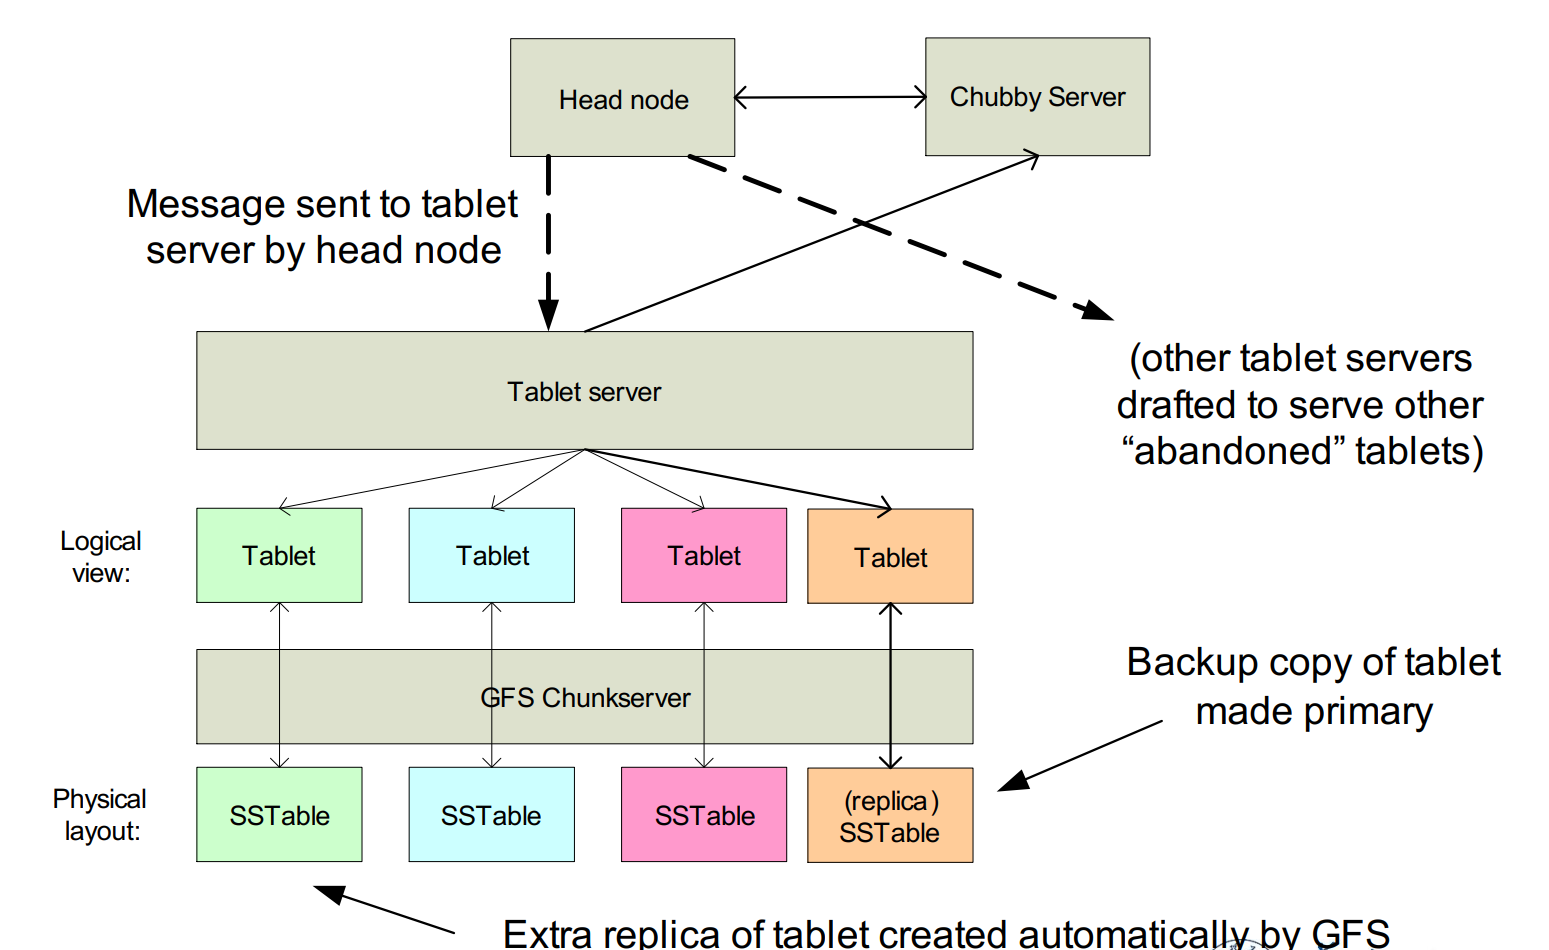 Head node
Chubby Server
Message sent to tablet
server by head node
(other tablet servers
drafted to serve other
“abandoned” tablets)
Tablet server
Logical
view:
Tablet
Tablet
Tablet
Tablet
GFS Chunkserver
Backup copy of tablet
made primary
Physical
layout:
SSTable
SSTable
SSTable
(replica)
SSTable
Extra replica of tablet created automatically by GFS